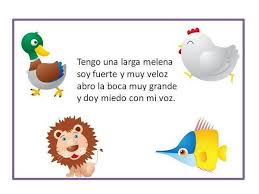 Tengo una larga melena
soy fuerte y muy veloz
abro la boca muy grande
y doy miedo con mi voz.